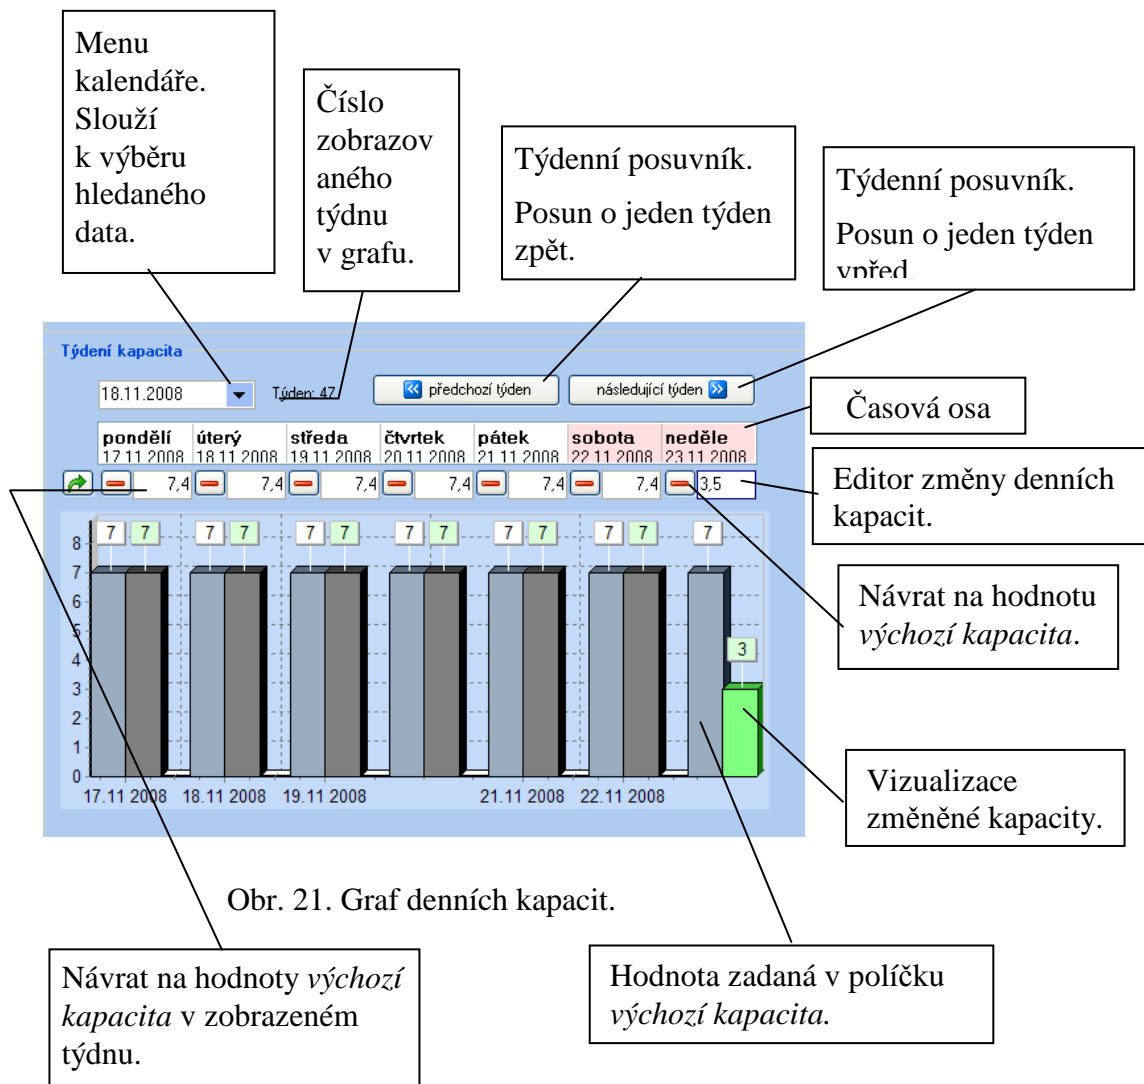 Menu
kalendáře.
Slouží
k výběru
hledaného
data.
Číslo
zobrazov
aného
týdnu
v grafu.
Týdenní posuvník.
Posun o jeden týden
zpět.
Týdenní posuvník.
Posun o jeden týden
vpřed.
Týdení kapacita
18.11.2008
Týden: 47
předchozí týden
následující týden
Časová osa
pondělí úterý středa čtvrtek pátek sobota neděle
17.11.2008 18.11.2008 19.11.2008 20.11.2008 21.11.2008 22.11.2008 23.11.2008
7,4 7,4 7,4 7,4 7,4 7,4 3,5
Editor změny denních
kapacit.
7 7 7 7 7 7 7 7 7 7 7 7 7
8
7
6
5
4
3
2
1
0
3
Návrat na hodnotu
výchozí kapacita.
17.11 2008 18.11 2008 19.11 2008 21.11 2008 22.11 2008
Vizualizace
změněné kapacity.
Obr. 21. Graf denních kapacit.
Návrat na hodnoty výchozí
kapacita v zobrazeném
týdnu.
Hodnota zadaná v políčku
výchozí kapacita.